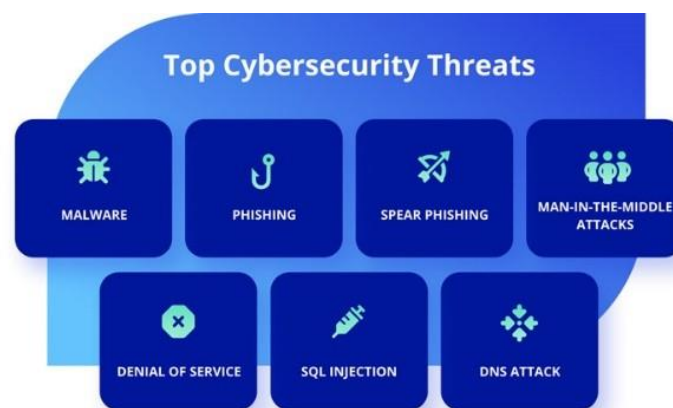 Top Cybersecurity Threats
MALWARE
PHISHING
SPEAR PHISHING
MAN-IN-THE-MIDDLE
ATTACKS
DENIAL OF SERVICE
SQL INJECTION
DNS ATTACK